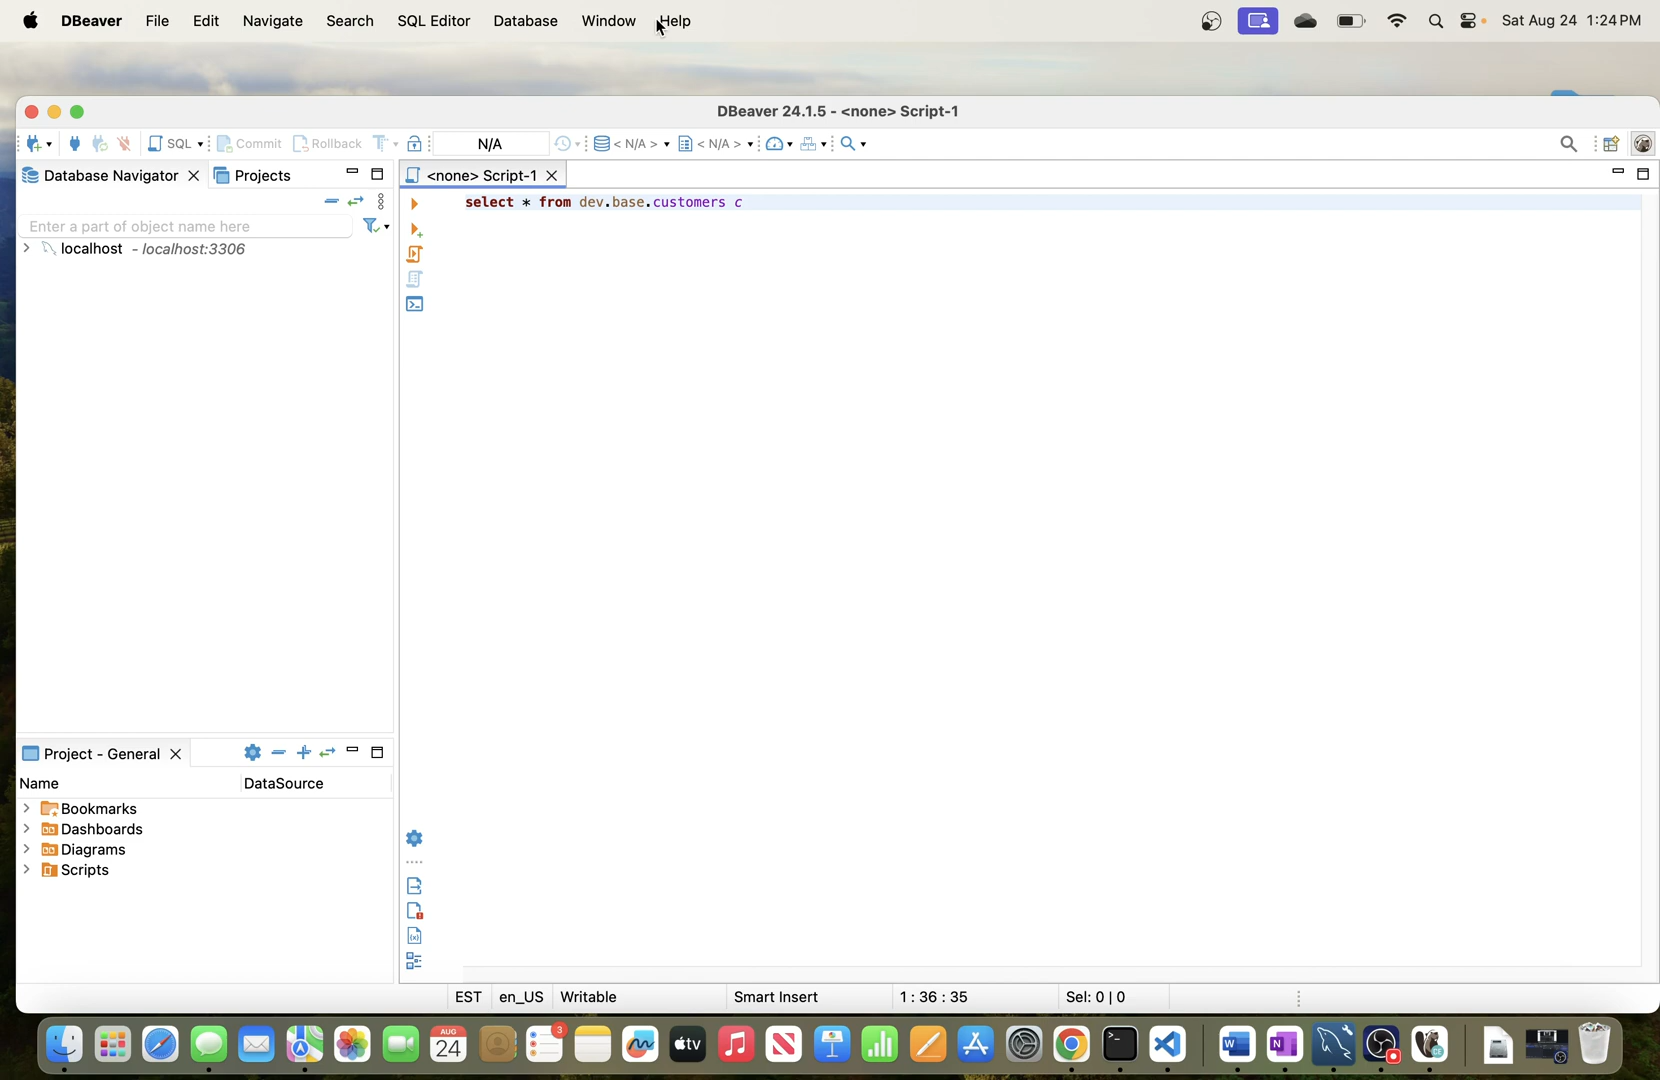 DBeaver File Edit Navigate Search SQL Editor Database Window Help Sat Aug 24 1:24 PM
DBeaver 24.1.5 - <none> Script-1
SQL Commit Rollback T N/A < N/A > < N/A >
Database Navigator Projects <none> Script-1
select * from dev.base.customers c
Enter a part of object name here
localhost - localhost:3306
Project - General
Name DataSource
Bookmarks
Dashboards
Diagrams
Scripts
EST en_US Writable Smart Insert 1 : 36 : 35 Sel: 0 | 0
AUG
24
3
tv
W
N
CE